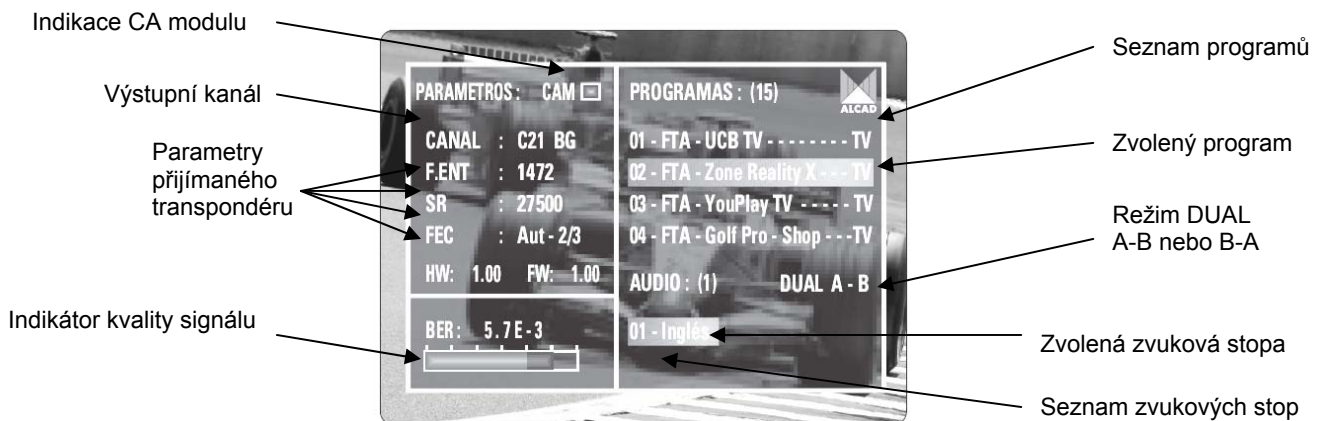 Indikace CA modulu
Výstupní kanál
Parametry
přijímaného
transpondéru
Indikátor kvality signálu
PARAMETROS : CAM
CANAL : C21 BG
F.ENT : 1472
SR : 27500
FEC : Aut - 2/3
HW: 1.00 FW: 1.00
BER : 5.7E-3
PROGRAMAS : (15)
ALCAD
01 - FTA - UCB TV - - - - - - - - TV
02 - FTA - Zone Reality X - - - TV
03 - FTA - YouPlay TV - - - - - TV
04 - FTA - Golf Pro - Shop - - -TV
AUDIO : (1) DUAL A - B
01 - Inglés
Seznam programů
Zvolený program
Režim DUAL
A-B nebo B-A
Zvolená zvuková stopa
Seznam zvukových stop